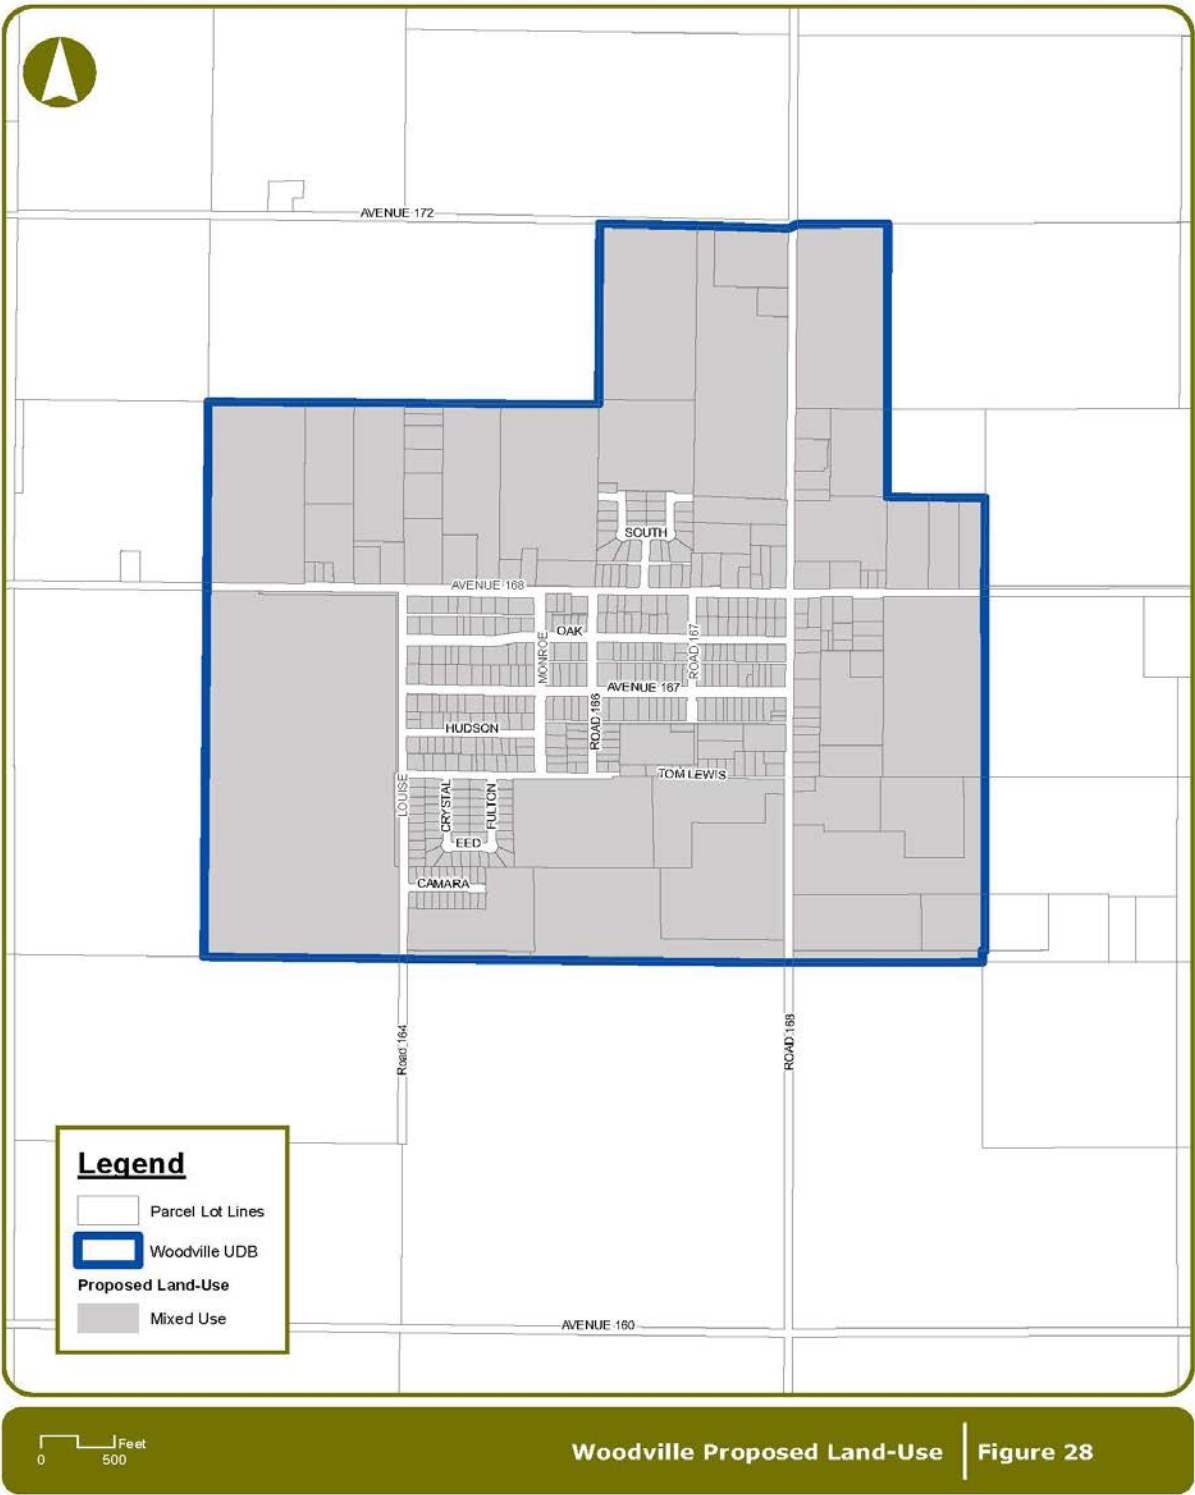 AVENUE 172
SOUTH
AVENUE 168
OAK
MONROE
ROAD 167
AVENUE 167
ROAD 166
HUDSON
TOM LEWIS
LOUISE
CRYSTAL
FULTON
EED
CAMARA
Road 164
ROAD 168
Legend
Parcel Lot Lines
Woodville UDB
Proposed Land-Use
Mixed Use
AVENUE 160
Feet
0 500
Woodville Proposed Land-Use Figure 28